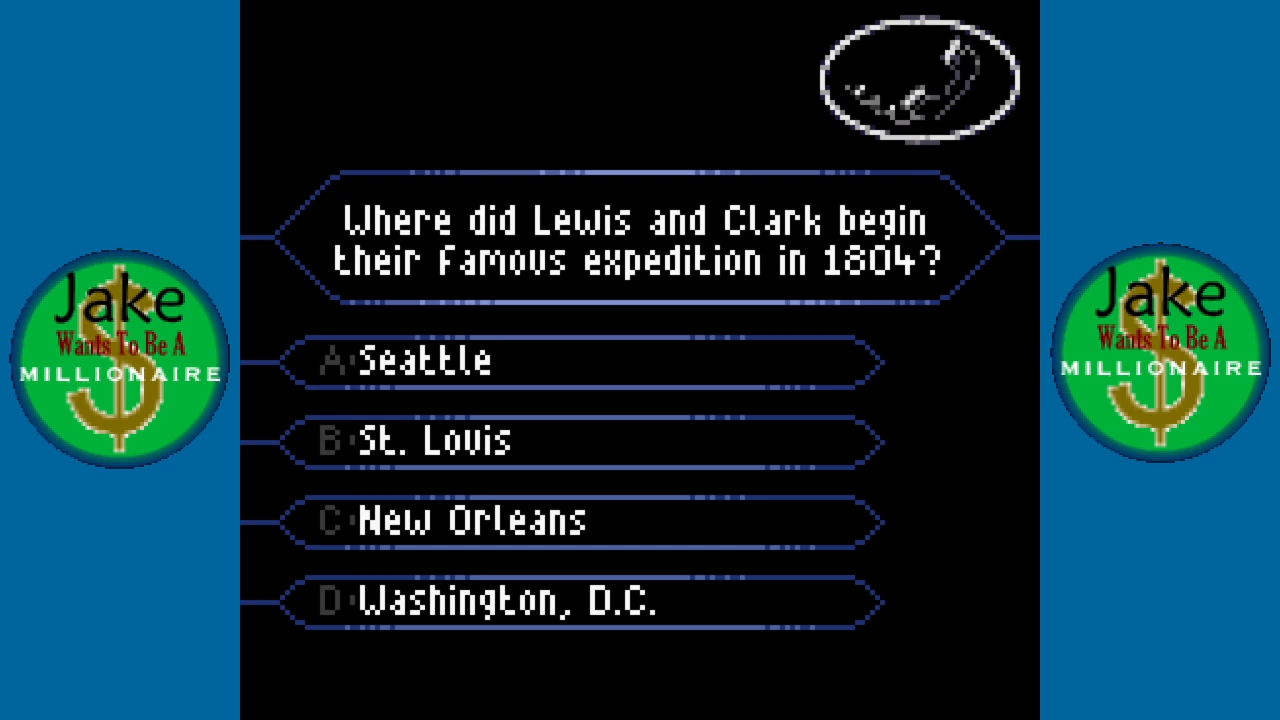 Where did Lewis and Clark begin
their famous expedition in 1804?
A: Seattle
B: St. Louis
C: New Orleans
D: Washington, D.C.
Jake
Wants To Be A
MILLIONAIRE
$
Jake
Wants To Be A
MILLIONAIRE
$